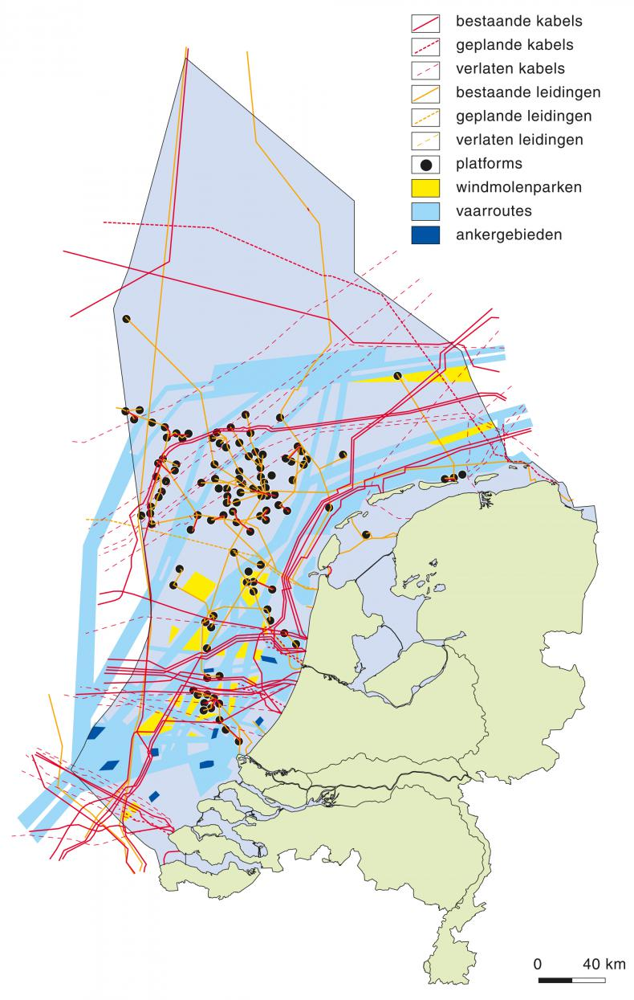 bestaande kabels
geplande kabels
verlaten kabels
bestaande leidingen
geplande leidingen
verlaten leidingen
platforms
windmolenparken
vaarroutes
ankergebieden
0 40 km